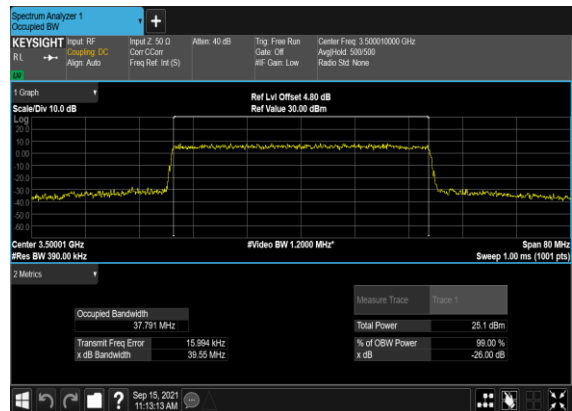 Spectrum Analyzer 1
Occupied BW
+
KEYSIGHT Input: RF Input Z: 50 Ω Atten: 40 dB Trig: Free Run Center Freq: 3.500010000 GHz
RL Coupling: DC Corr CCorr Gate: Off Avg|Hold: 500/500
Align: Auto Freq Ref: Int (S) #IF Gain: Low Radio Std: None
1 Graph Ref Lvl Offset 4.80 dB
Scale/Div 10.0 dB Ref Value 30.00 dBm
Log
20.0
10.0
0.00
-10.0
-20.0
-30.0
-40.0
-50.0
-60.0
Center 3.50001 GHz #Video BW 1.2000 MHz* Span 80 MHz
#Res BW 390.00 kHz Sweep 1.00 ms (1001 pts)
2 Metrics
Measure Trace Trace 1
Occupied Bandwidth
37.791 MHz Total Power 25.1 dBm
Transmit Freq Error 15.994 kHz % of OBW Power 99.00 %
x dB Bandwidth 39.55 MHz x dB -26.00 dB
? Sep 15, 2021
11:13:13 AM